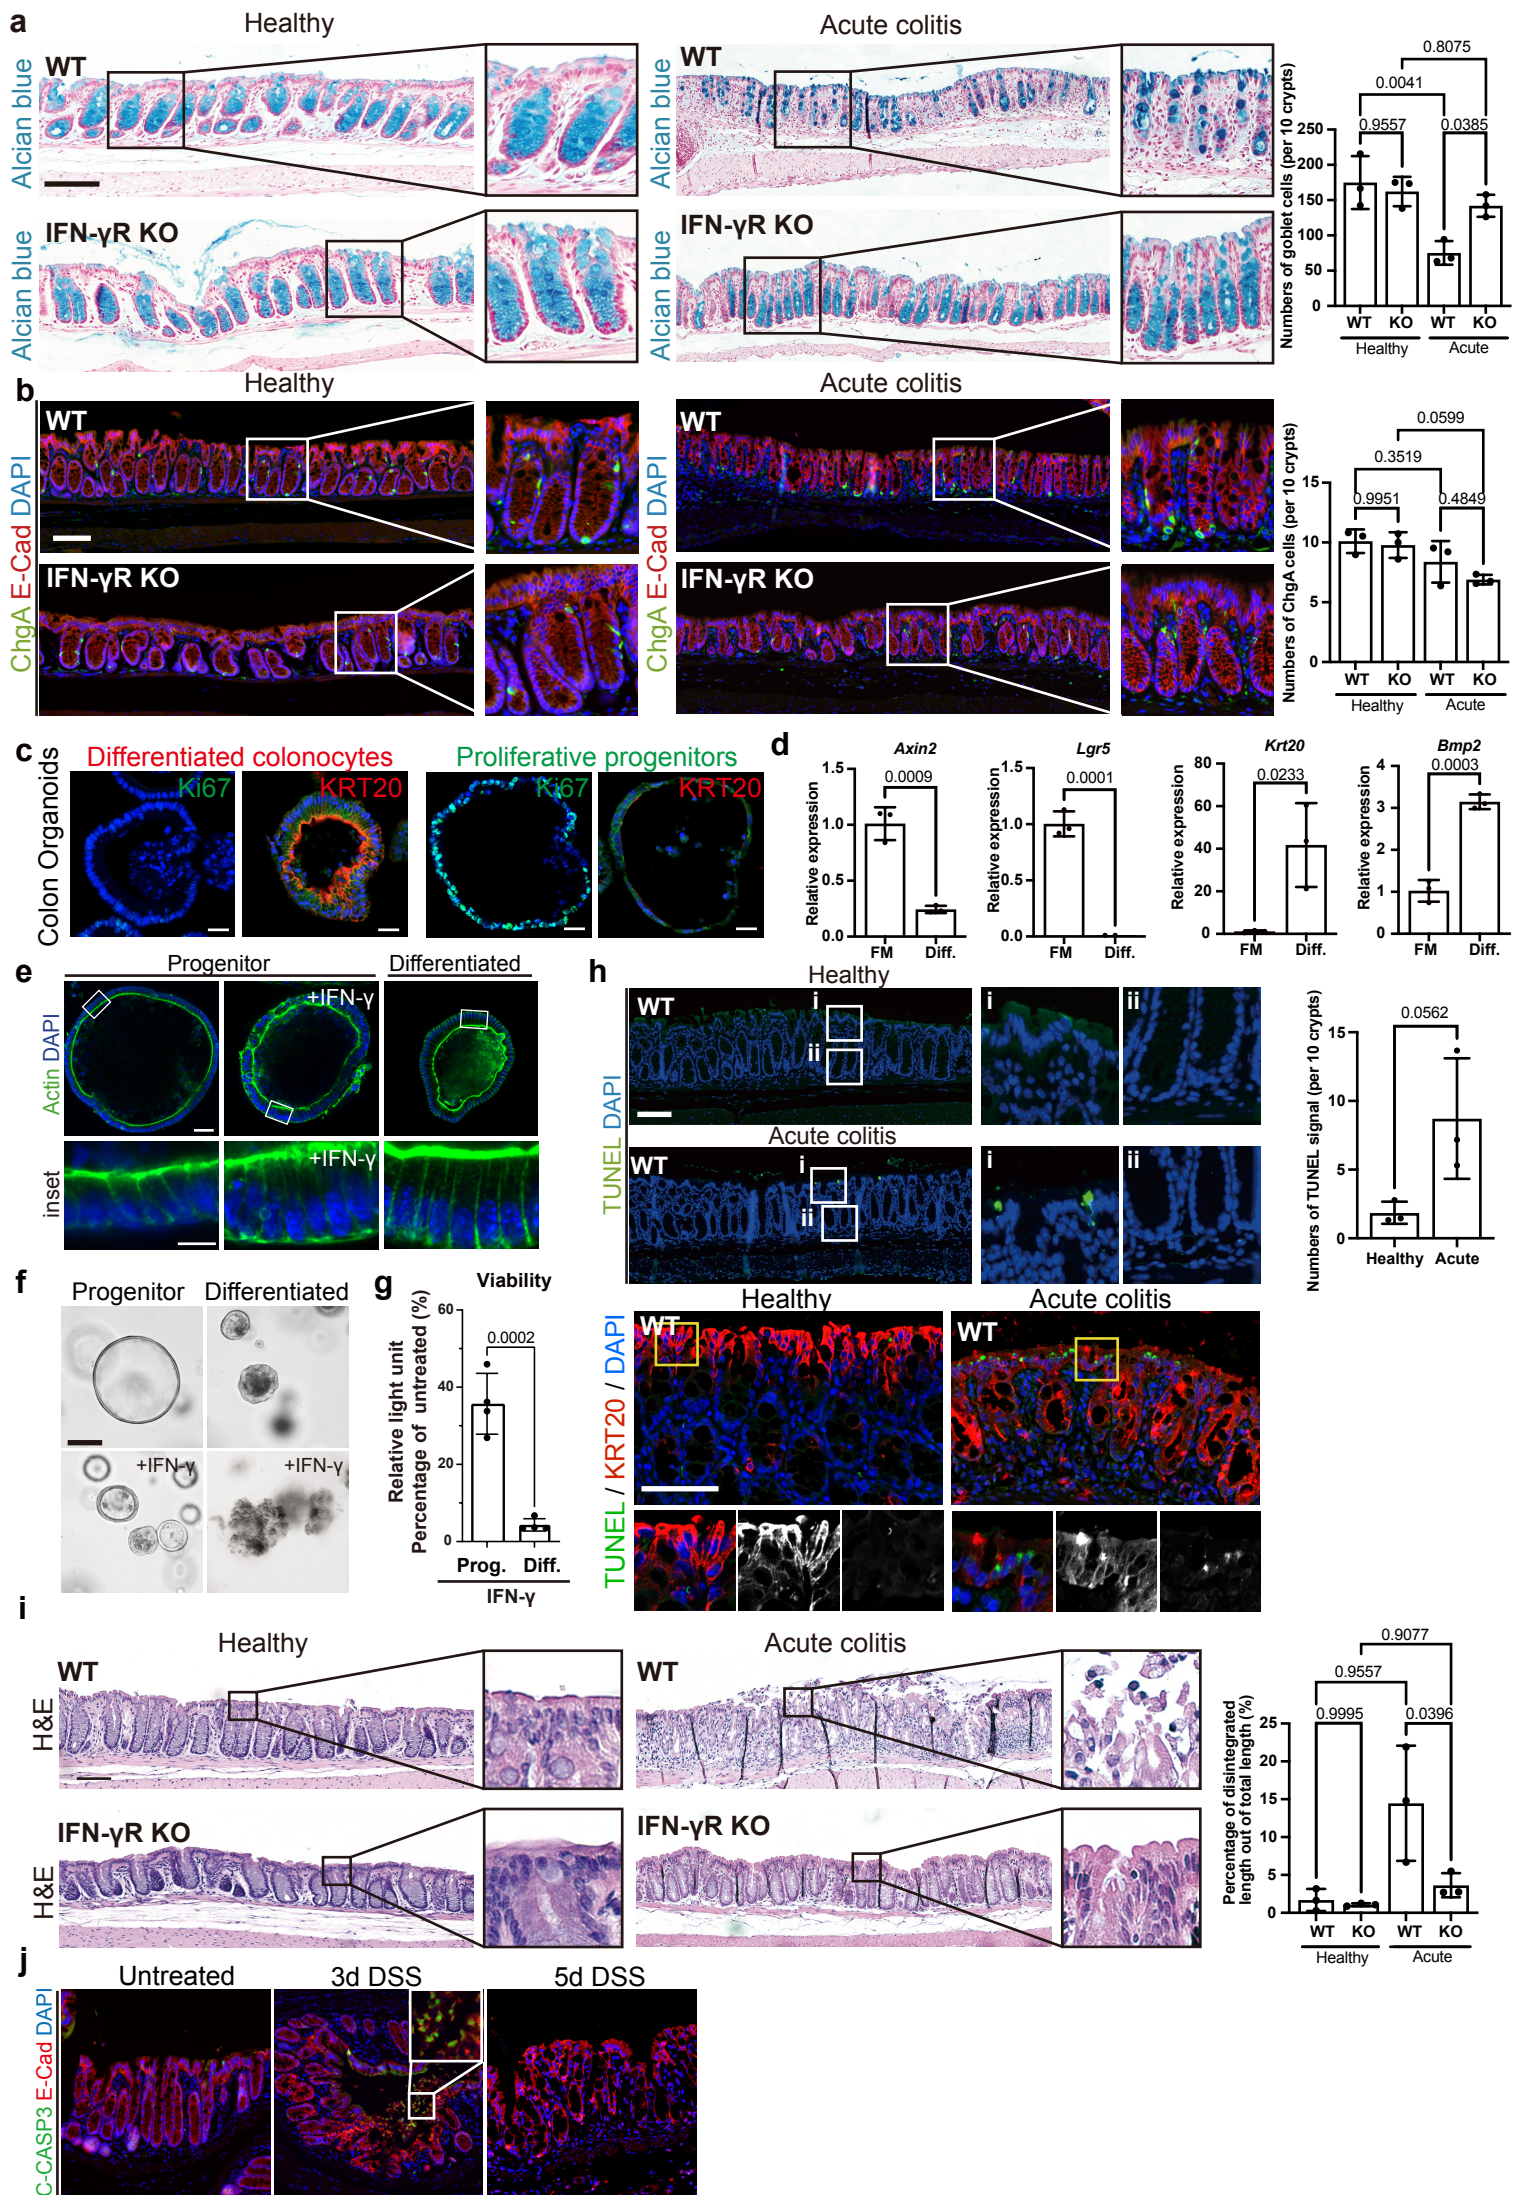 a
Healthy
Acute colitis
WT
WT
Alcian blue
Alcian blue
IFN-γR KO
IFN-γR KO
Alcian blue
Alcian blue
0.8075
0.0041
0.9557
0.0385
Numbers of goblet cells (per 10 crypts)
250
200
150
100
50
0
WT KO WT KO
Healthy Acute
b
Healthy
Acute colitis
WT
WT
IFN-γR KO
IFN-γR KO
ChgA E-Cad DAPI
ChgA E-Cad DAPI
0.0599
0.3519
0.9951
0.4849
Numbers of ChgA cells (per 10 crypts)
15
10
5
0
WT KO WT KO
Healthy Acute
c
Differentiated colonocytes
Proliferative progenitors
Ki67
KRT20
Ki67
KRT20
Colon Organoids
d
Axin2
0.0009
Relative expression
1.5
1.0
0.5
0.0
FM Diff.
Lgr5
0.0001
Relative expression
1.5
1.0
0.5
0.0
FM Diff.
Krt20
0.0233
Relative expression
80
60
40
20
0
FM Diff.
Bmp2
0.0003
Relative expression
4
3
2
1
0
FM Diff.
e
Progenitor
Differentiated
+IFN-γ
Actin DAPI
+IFN-γ
inset
f
Progenitor Differentiated
+IFN-γ
+IFN-γ
g
Viability
0.0002
Relative light unit
Percentage of untreated (%)
60
40
20
0
Prog. Diff.
IFN-γ
h
Healthy
WT
i
ii
i
ii
Acute colitis
WT
i
ii
i
ii
TUNEL DAPI
0.0562
Numbers of TUNEL signal (per 10 crypts)
15
10
5
0
Healthy Acute
Healthy
Acute colitis
WT
WT
TUNEL / KRT20 / DAPI
i
Healthy
Acute colitis
WT
WT
H&E
H&E
IFN-γR KO
IFN-γR KO
H&E
H&E
0.9077
0.9557
0.9995
0.0396
Percentage of disintegrated
length out of total length (%)
25
20
15
10
5
0
WT KO WT KO
Healthy Acute
j
Untreated
3d DSS
5d DSS
C-CASP3 E-Cad DAPI